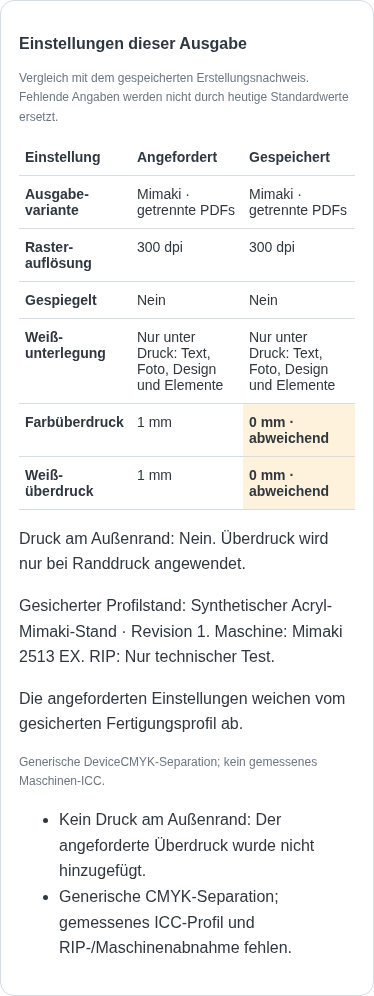 Einstellungen dieser Ausgabe
Vergleich mit dem gespeicherten Erstellungsnachweis.
Fehlende Angaben werden nicht durch heutige Standardwerte
ersetzt.
Einstellung Angefordert Gespeichert
Ausgabe- Mimaki · Mimaki ·
variante getrennte PDFs getrennte PDFs
Raster- 300 dpi 300 dpi
auflösung
Gespiegelt Nein Nein
Weiß- Nur unter Nur unter
unterlegung Druck: Text, Druck: Text,
Foto, Design Foto, Design
und Elemente und Elemente
Farbüberdruck 1 mm 0 mm ·
abweichend
Weiß- 1 mm 0 mm ·
überdruck abweichend
Druck am Außenrand: Nein. Überdruck wird
nur bei Randdruck angewendet.
Gesicherter Profilstand: Synthetischer Acryl-
Mimaki-Stand · Revision 1. Maschine: Mimaki
2513 EX. RIP: Nur technischer Test.
Die angeforderten Einstellungen weichen vom
gesicherten Fertigungsprofil ab.
Generische DeviceCMYK-Separation; kein gemessenes
Maschinen-ICC.
• Kein Druck am Außenrand: Der
angeforderte Überdruck wurde nicht
hinzugefügt.
• Generische CMYK-Separation;
gemessenes ICC-Profil und
RIP-/Maschinenabnahme fehlen.